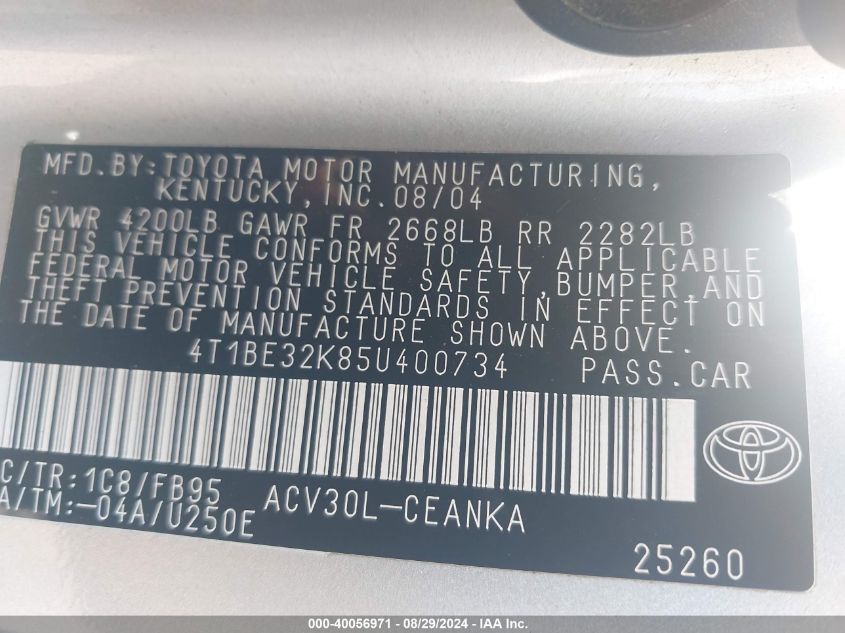 MFD.BY:TOYOTA MOTOR MANUFACTURING,
KENTUCKY, INC. 08/04
GVWR 4200LB GAWR FR 2668LB RR 2282LB
THIS VEHICLE CONFORMS TO ALL APPLICABLE
FEDERAL MOTOR VEHICLE SAFETY,BUMPER,AND
THEFT PREVENTION STANDARDS IN EFFECT ON
THE DATE OF MANUFACTURE SHOWN ABOVE.
4T1BE32K85U400734 PASS.CAR
C/TR:1C8/FB95 ACV30L-CEANKA
A/TM:-04A/U250E
25260
000-40056971 - 08/29/2024 - IAA Inc.